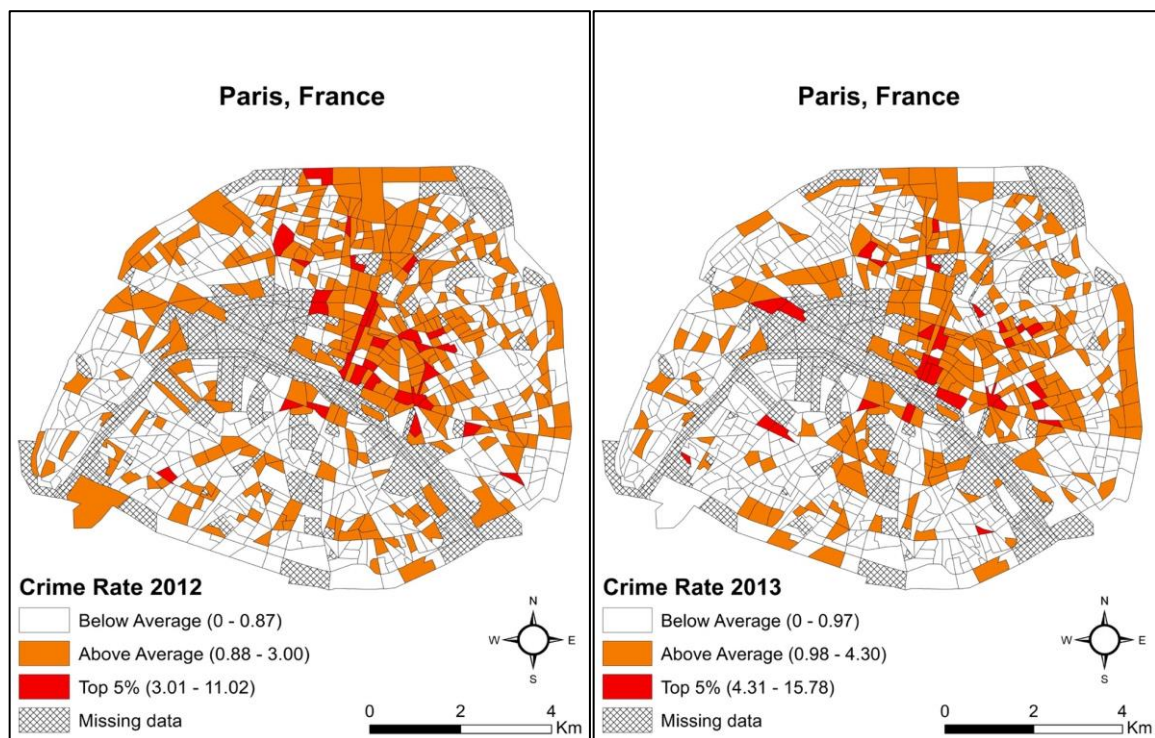 Paris, France
Crime Rate 2012
Below Average (0 - 0.87)
Above Average (0.88 - 3.00)
Top 5% (3.01 - 11.02)
Missing data
N
W E
S
0 2 4
Km
Paris, France
Crime Rate 2013
Below Average (0 - 0.97)
Above Average (0.98 - 4.30)
Top 5% (4.31 - 15.78)
Missing data
N
W E
S
0 2 4
Km